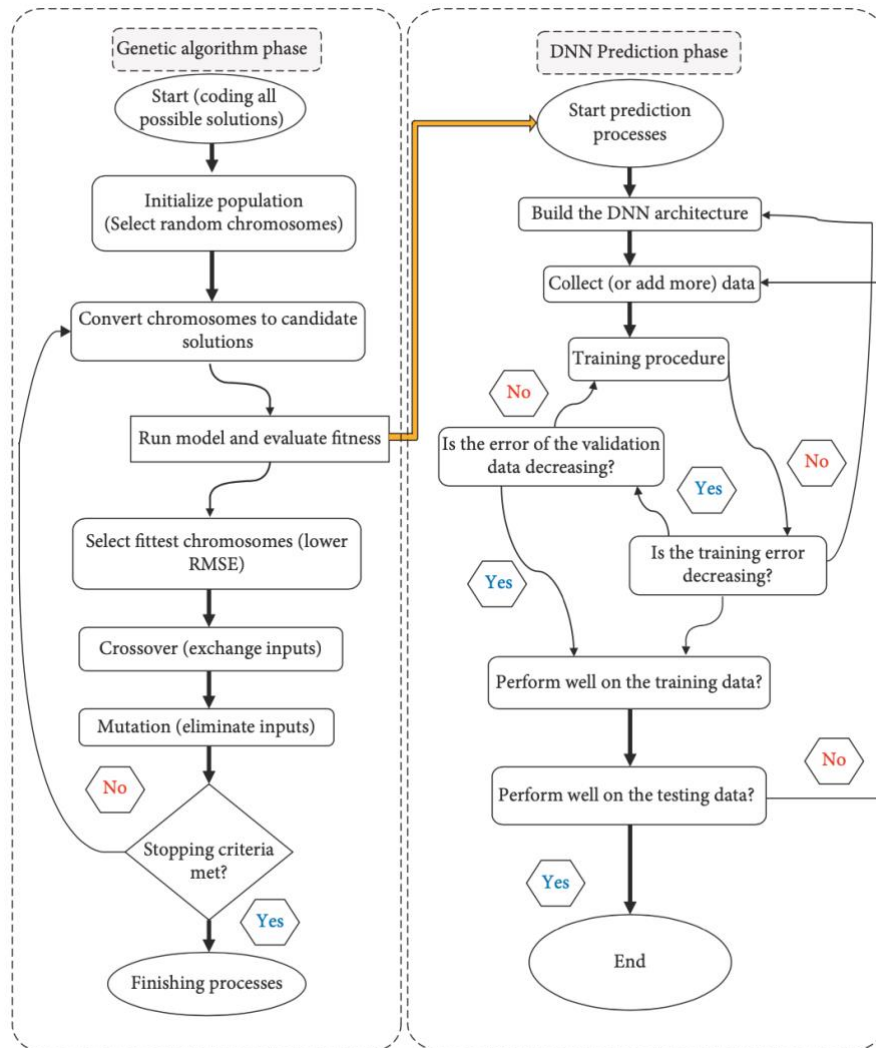 Genetic algorithm phase
Start (coding all
possible solutions)
Initialize population
(Select random chromosomes)
Convert chromosomes to candidate
solutions
Run model and evaluate fitness
Select fittest chromosomes (lower
RMSE)
Crossover (exchange inputs)
Mutation (eliminate inputs)
No
Stopping criteria
met?
Yes
Finishing processes
DNN Prediction phase
Start prediction
processes
Build the DNN architecture
Collect (or add more) data
Training procedure
No
Is the error of the validation
data decreasing?
Yes
No
Is the training error
decreasing?
Yes
Perform well on the training data?
No
Perform well on the testing data?
Yes
End